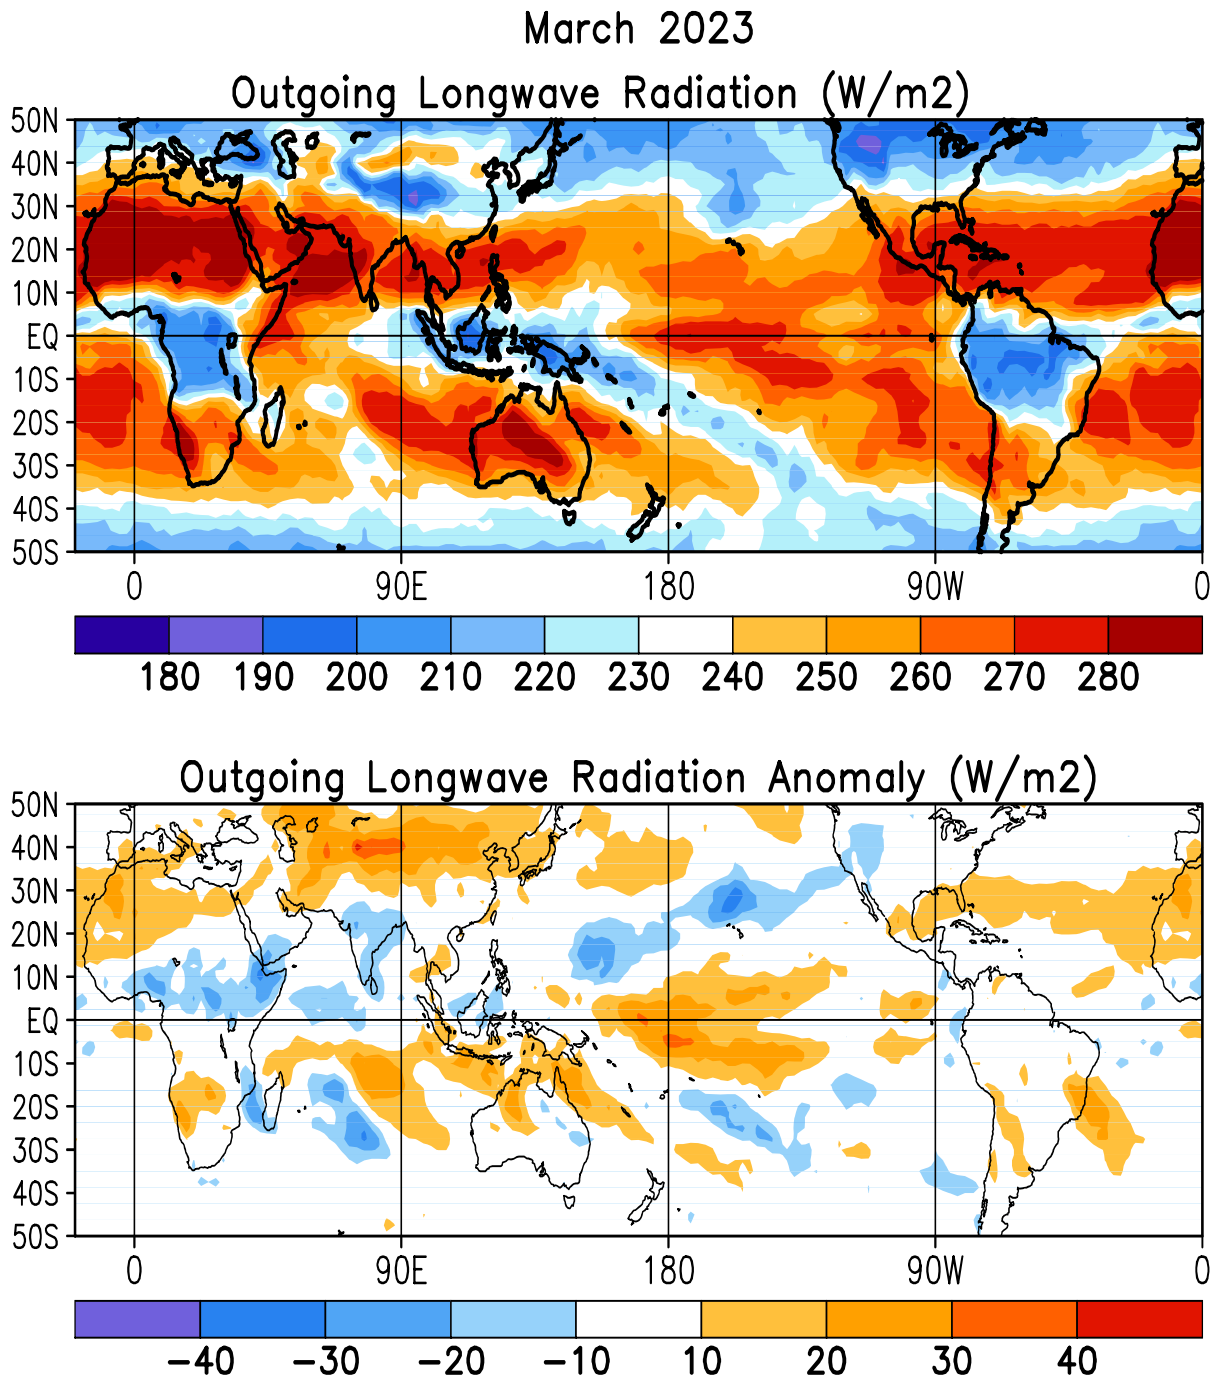 March 2023
Outgoing Longwave Radiation (W/m2)
50N
40N
30N
20N
10N
EQ
10S
20S
30S
40S
50S
0 90E 180 90W 0
180 190 200 210 220 230 240 250 260 270 280
Outgoing Longwave Radiation Anomaly (W/m2)
50N
40N
30N
20N
10N
EQ
10S
20S
30S
40S
50S
0 90E 180 90W 0
-40 -30 -20 -10 10 20 30 40